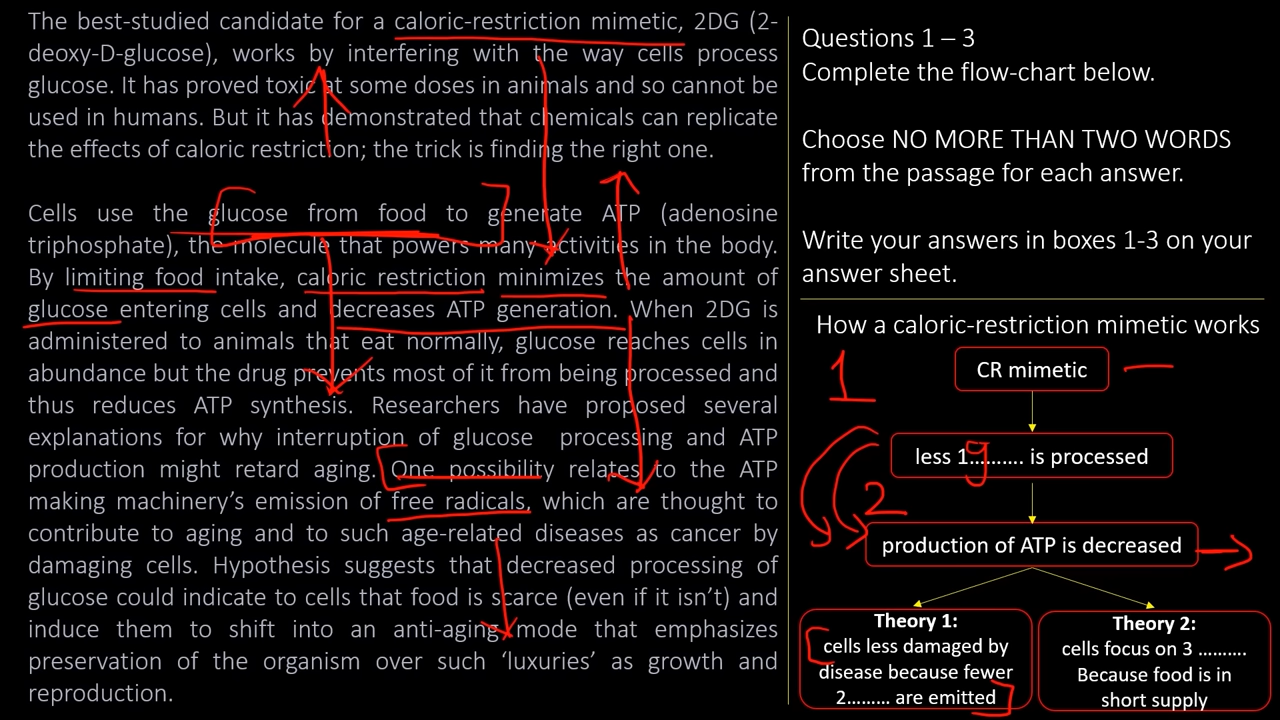 The best-studied candidate for a caloric-restriction mimetic, 2DG (2-
deoxy-D-glucose), works by interfering with the way cells process
glucose. It has proved toxic at some doses in animals and so cannot be
used in humans. But it has demonstrated that chemicals can replicate
the effects of caloric restriction; the trick is finding the right one.
Cells use the glucose from food to generate ATP (adenosine
triphosphate), the molecule that powers many activities in the body.
By limiting food intake, caloric restriction minimizes the amount of
glucose entering cells and decreases ATP generation. When 2DG is
administered to animals that eat normally, glucose reaches cells in
abundance but the drug prevents most of it from being processed and
thus reduces ATP synthesis. Researchers have proposed several
explanations for why interruption of glucose processing and ATP
production might retard aging. One possibility relates to the ATP
making machinery’s emission of free radicals, which are thought to
contribute to aging and to such age-related diseases as cancer by
damaging cells. Hypothesis suggests that decreased processing of
glucose could indicate to cells that food is scarce (even if it isn’t) and
induce them to shift into an anti-aging mode that emphasizes
preservation of the organism over such ‘luxuries’ as growth and
reproduction.
Questions 1 – 3
Complete the flow-chart below.
Choose NO MORE THAN TWO WORDS
from the passage for each answer.
Write your answers in boxes 1-3 on your
answer sheet.
How a caloric-restriction mimetic works
1
CR mimetic
less 1.......... is processed
g
2
production of ATP is decreased
Theory 1:
cells less damaged by
disease because fewer
2......... are emitted
Theory 2:
cells focus on 3 ..........
Because food is in
short supply